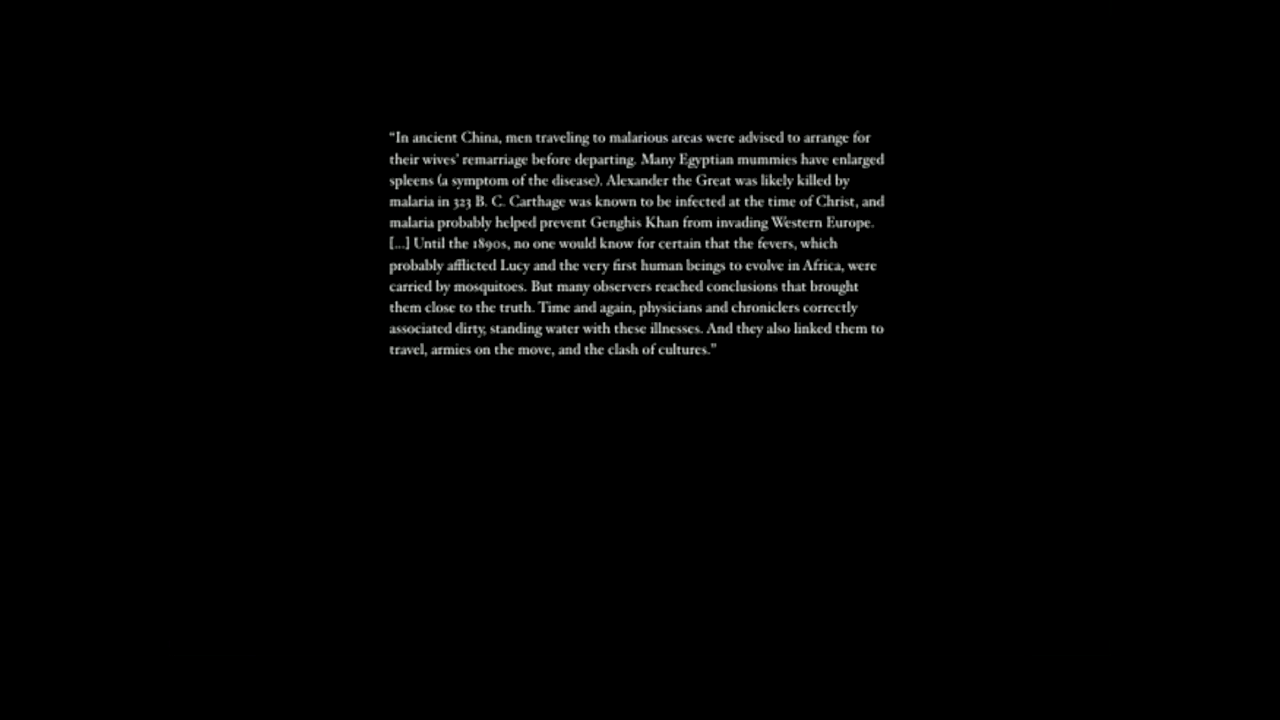 “In ancient China, men traveling to malarious areas were advised to arrange for
their wives’ remarriage before departing. Many Egyptian mummies have enlarged
spleens (a symptom of the disease). Alexander the Great was likely killed by
malaria in 323 B. C. Carthage was known to be infected at the time of Christ, and
malaria probably helped prevent Genghis Khan from invading Western Europe.
[...] Until the 1890s, no one would know for certain that the fevers, which
probably afflicted Lucy and the very first human beings to evolve in Africa, were
carried by mosquitoes. But many observers reached conclusions that brought
them close to the truth. Time and again, physicians and chroniclers correctly
associated dirty, standing water with these illnesses. And they also linked them to
travel, armies on the move, and the clash of cultures.”